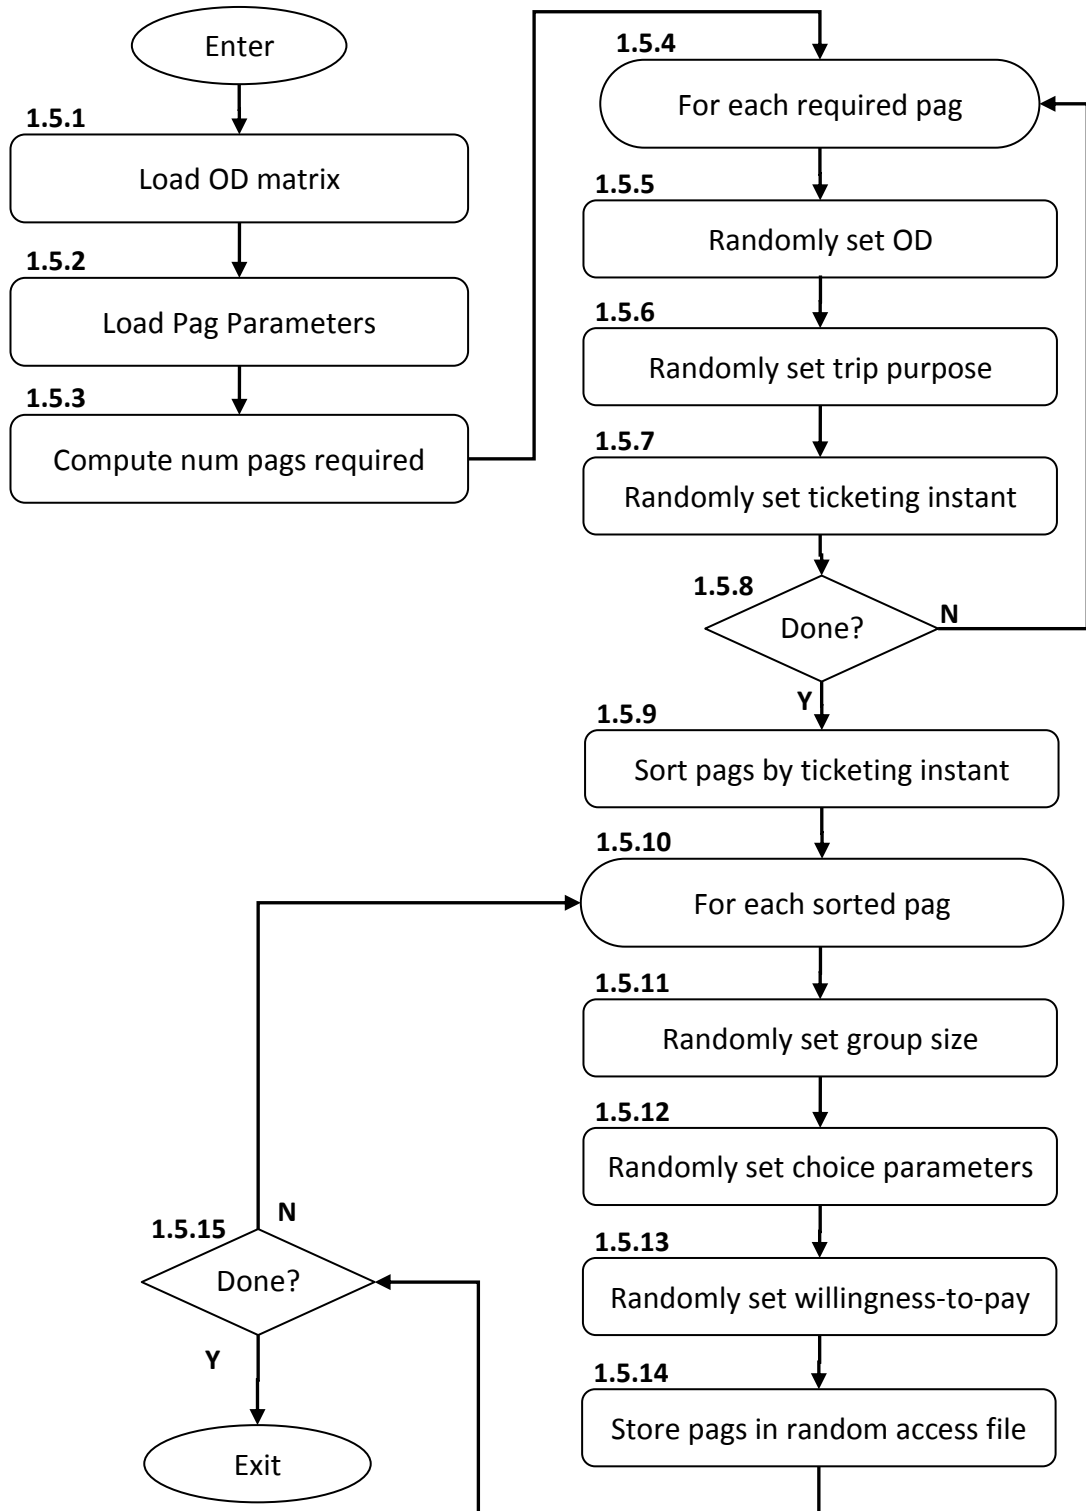 Enter
1.5.1
Load OD matrix
1.5.2
Load Pag Parameters
1.5.3
Compute num pags required
1.5.4
For each required pag
1.5.5
Randomly set OD
1.5.6
Randomly set trip purpose
1.5.7
Randomly set ticketing instant
1.5.8
Done?
N
Y
1.5.9
Sort pags by ticketing instant
1.5.10
For each sorted pag
1.5.11
Randomly set group size
1.5.12
Randomly set choice parameters
1.5.13
Randomly set willingness-to-pay
1.5.14
Store pags in random access file
1.5.15
N
Done?
Y
Exit